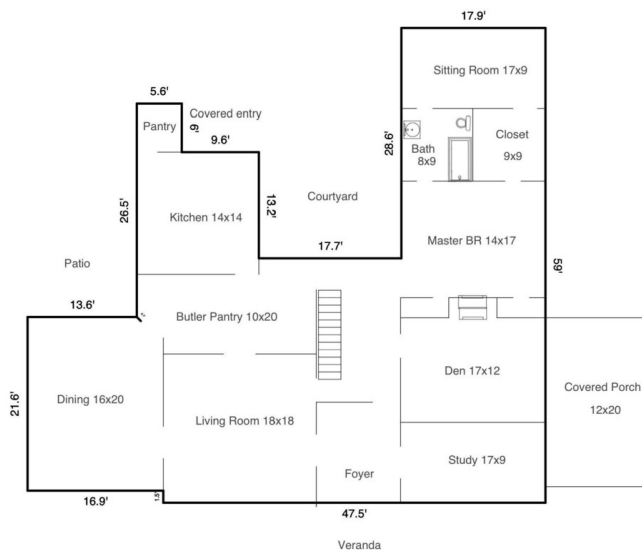 17.9'
Sitting Room 17x9
5.6'
Covered entry
Pantry
6'
9.6'
28.6'
Bath
8x9
Closet
9x9
26.5'
Kitchen 14x14
13.2'
Courtyard
Master BR 14x17
Patio
17.7'
59'
13.6'
Butler Pantry 10x20
Den 17x12
Covered Porch
12x20
21.6'
Dining 16x20
Living Room 18x18
Foyer
Study 17x9
16.9'
1.5'
47.5'
Veranda